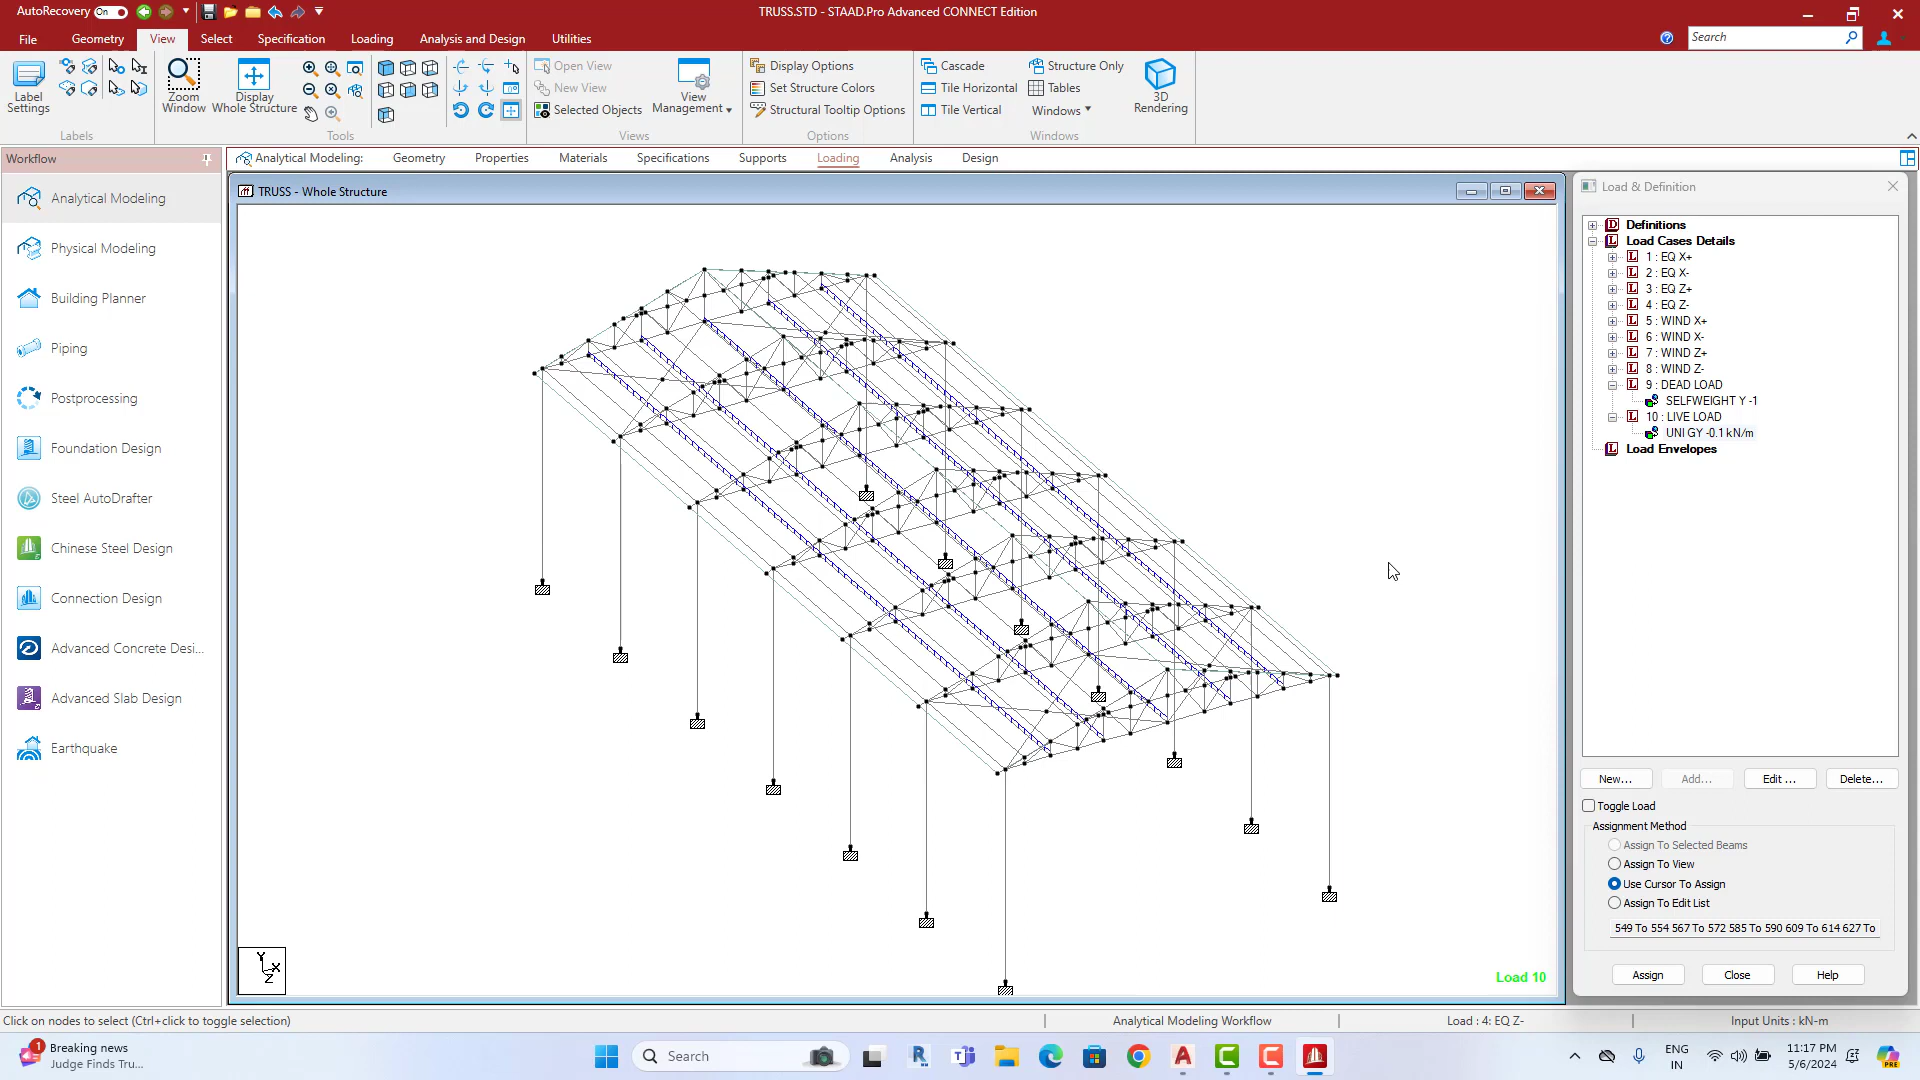 AutoRecovery On
TRUSS.STD - STAAD.Pro Advanced CONNECT Edition
File Geometry View Select Specification Loading Analysis and Design Utilities
Search
Label Settings
Labels
Zoom Window
Display Whole Structure
Tools
Open View
New View
Selected Objects
View Management
Views
Display Options
Set Structure Colors
Structural Tooltip Options
Options
Cascade
Tile Horizontal
Tile Vertical
Structure Only
Tables
Windows
Windows
3D Rendering
Workflow
Analytical Modeling: Geometry Properties Materials Specifications Supports Loading Analysis Design
Analytical Modeling
Physical Modeling
Building Planner
Piping
Postprocessing
Foundation Design
Steel AutoDrafter
Chinese Steel Design
Connection Design
Advanced Concrete Desi...
Advanced Slab Design
Earthquake
TRUSS - Whole Structure
Y
X
Z
Load 10
Load & Definition
Definitions
Load Cases Details
1 : EQ X+
2 : EQ X-
3 : EQ Z+
4 : EQ Z-
5 : WIND X+
6 : WIND X-
7 : WIND Z+
8 : WIND Z-
9 : DEAD LOAD
SELFWEIGHT Y -1
10 : LIVE LOAD
UNI GY -0.1 kN/m
Load Envelopes
New... Add... Edit ... Delete...
Toggle Load
Assignment Method
Assign To Selected Beams
Assign To View
Use Cursor To Assign
Assign To Edit List
549 To 554 567 To 572 585 To 590 609 To 614 627 To
Assign Close Help
Click on nodes to select (Ctrl+click to toggle selection)
Analytical Modeling Workflow
Load : 4: EQ Z-
Input Units : kN-m
1
Breaking news
Judge Finds Tru...
Search
ENG
IN
11:17 PM
5/6/2024
PRE